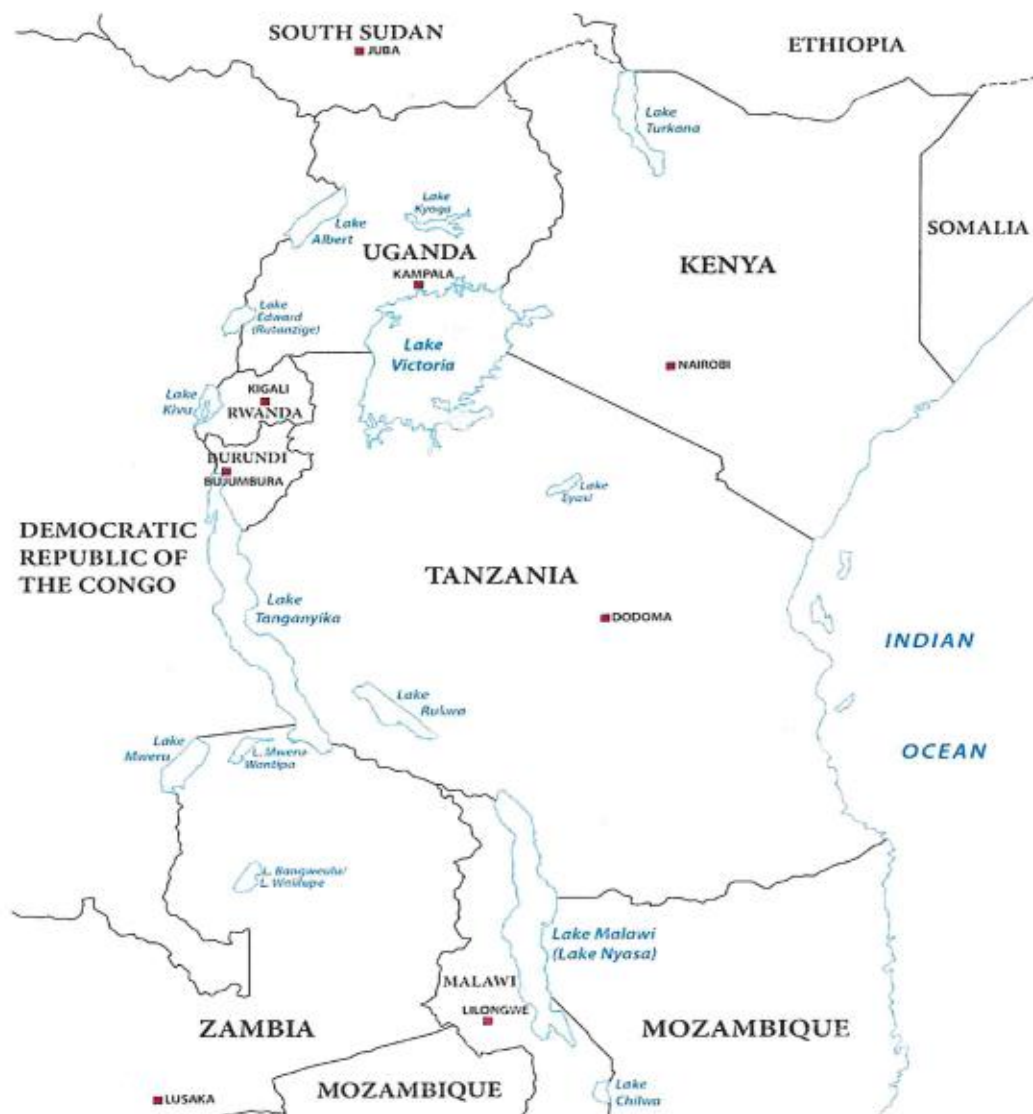 SOUTH SUDAN
JUBA
ETHIOPIA
Lake
Turkana
Lake
Kyoga
Lake
Albert
UGANDA
KAMPALA
SOMALIA
KENYA
Lake
Edward
(Rutanzige)
Lake
Victoria
NAIROBI
Lake
Kivu
KIGALI
RWANDA
BURUNDI
BUJUMBURA
Lake
Eyasi
DEMOCRATIC
REPUBLIC OF
THE CONGO
TANZANIA
Lake
Tanganyika
DODOMA
INDIAN
OCEAN
Lake
Rukwa
Lake
Mweru
L. Mweru
Wantipa
L. Bangweulu/
Lake Malawi
(Lake Nyasa)
MALAWI
LILONGWE
ZAMBIA
MOZAMBIQUE
MOZAMBIQUE
LUSAKA
Lake
Chilwa